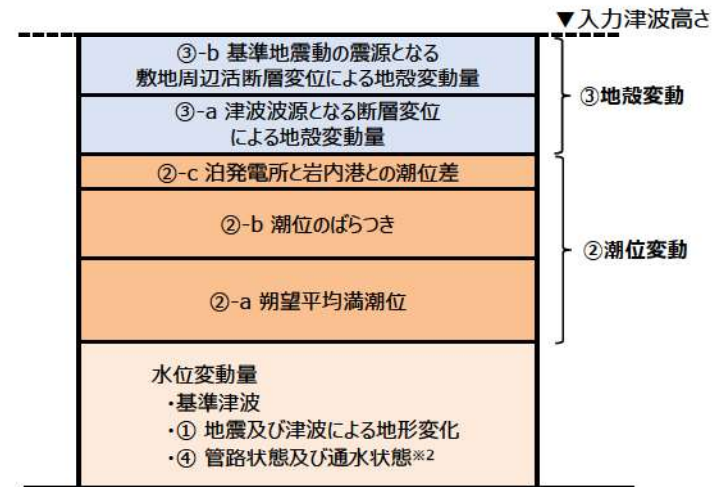 ▼入力津波高さ
③-b 基準地震動の震源となる
敷地周辺活断層変位による地殻変動量
③-a 津波波源となる断層変位
による地殻変動量
③地殻変動
②-c 泊発電所と岩内港との潮位差
②-b 潮位のばらつき
②-a 朔望平均満潮位
②潮位変動
水位変動量
・基準津波
・① 地震及び津波による地形変化
・④ 管路状態及び通水状態※2